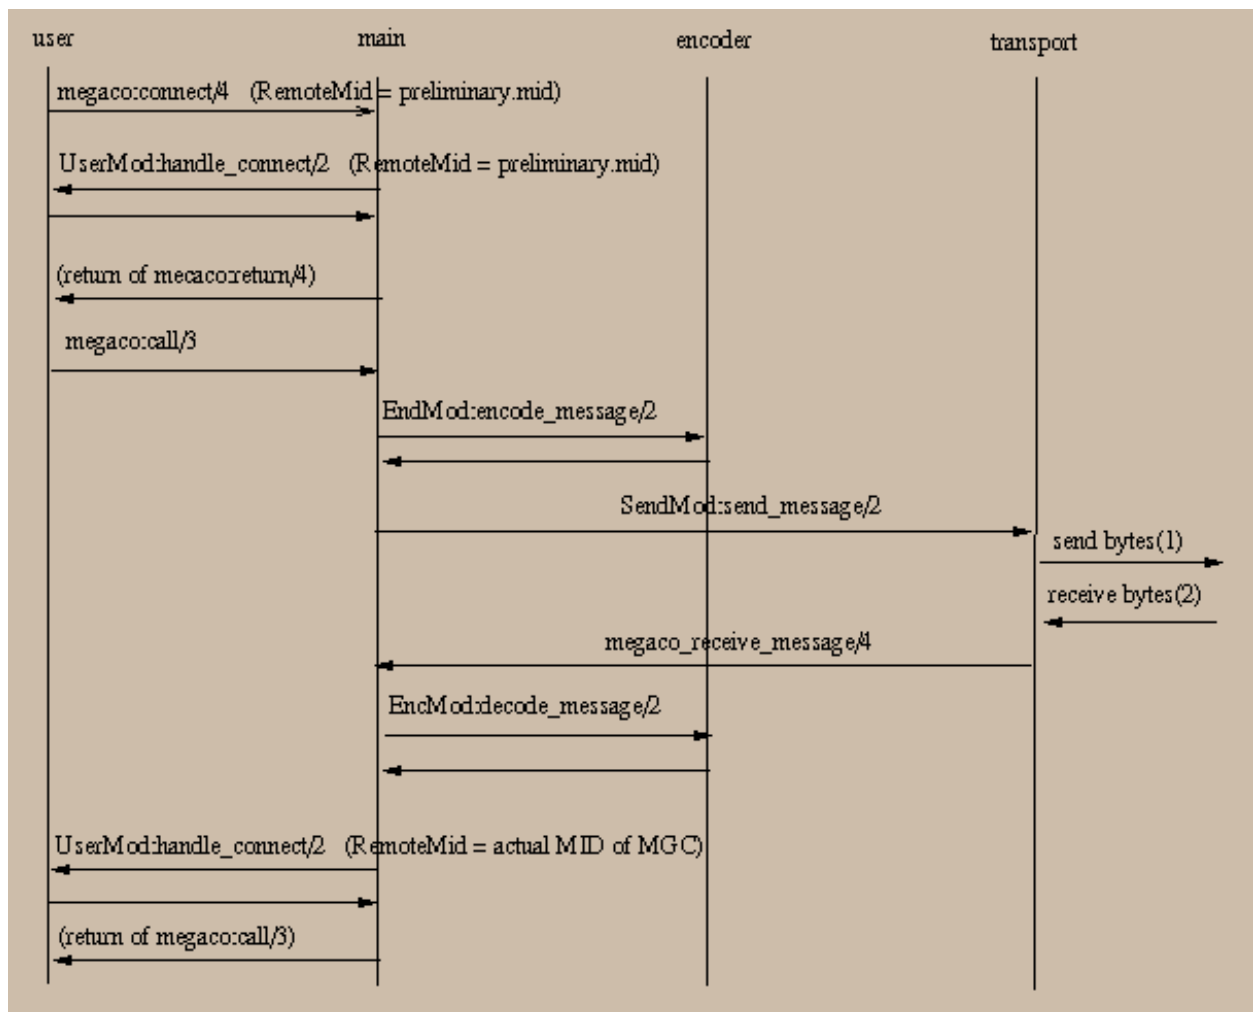 user main encoder transport
megaco:connect/4 (RemoteMid = preliminary.mid)
UserMod:handle_connect/2 (RemoteMid = preliminary.mid)
(return of mecaco:return/4)
megaco:call/3
EndMod:encode_message/2
SendMod:send_message/2
send bytes(1)
receive bytes(2)
megaco_receive_message/4
EncMod:decode_message/2
UserMod:handle_connect/2 (RemoteMid = actual MID of MGC)
(return of megaco:call/3)